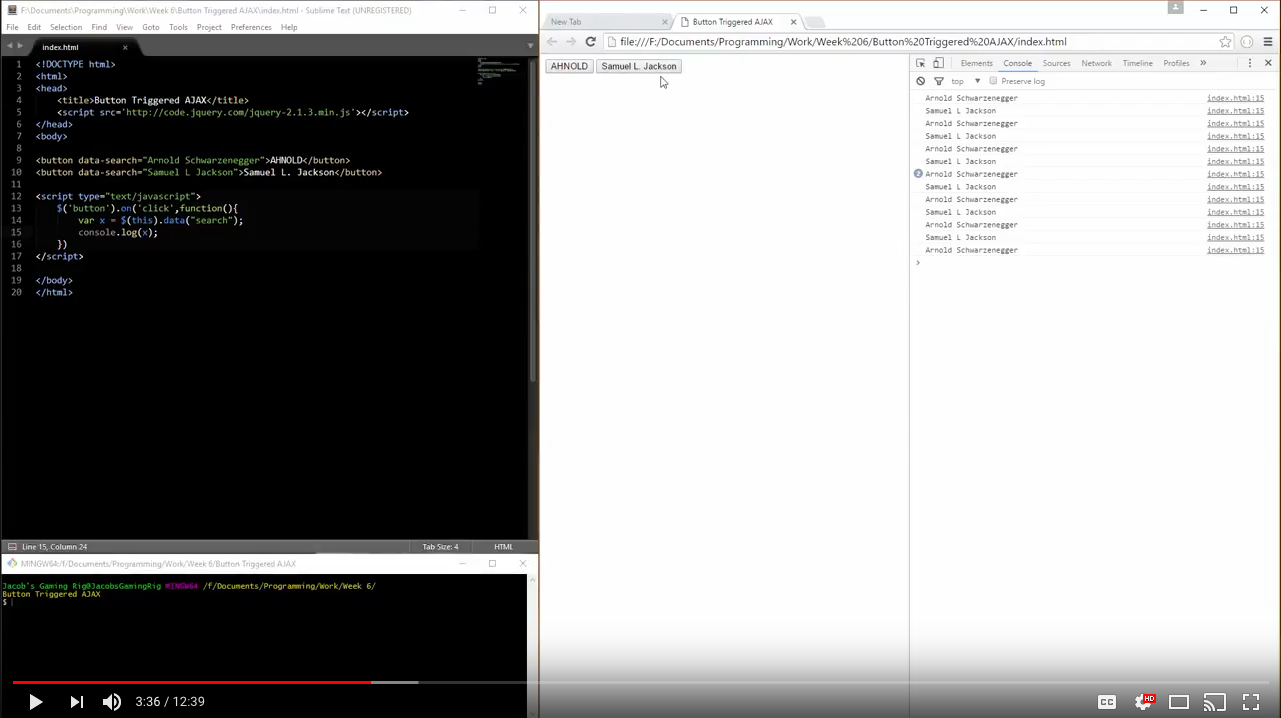 F:\Documents\Programming\Work\Week 6\Button Triggered AJAX\index.html - Sublime Text (UNREGISTERED)
File Edit Selection Find View Goto Tools Project Preferences Help
index.html
1 <!DOCTYPE html>
2 <html>
3 <head>
4 <title>Button Triggered AJAX</title>
5 <script src='http://code.jquery.com/jquery-2.1.3.min.js'></script>
6 </head>
7 <body>
8
9 <button data-search="Arnold Schwarzenegger">AHNOLD</button>
10 <button data-search="Samuel L Jackson">Samuel L. Jackson</button>
11
12 <script type="text/javascript">
13 $('button').on('click',function(){
14 var x = $(this).data("search");
15 console.log(x);
16 })
17 </script>
18
19 </body>
20 </html>
Line 15, Column 24 Tab Size: 4 HTML
MINGW64:/f/Documents/Programming/Work/Week 6/Button Triggered AJAX
Jacob's Gaming Rig@JacobsGamingRig MINGW64 /f/Documents/Programming/Work/Week 6/
Button Triggered AJAX
$
New Tab Button Triggered AJAX
file:///F:/Documents/Programming/Work/Week%206/Button%20Triggered%20AJAX/index.html
AHNOLD Samuel L. Jackson
Elements Console Sources Network Timeline Profiles »
top Preserve log
Arnold Schwarzenegger index.html:15
Samuel L Jackson index.html:15
Arnold Schwarzenegger index.html:15
Samuel L Jackson index.html:15
Arnold Schwarzenegger index.html:15
Samuel L Jackson index.html:15
2 Arnold Schwarzenegger index.html:15
Samuel L Jackson index.html:15
Arnold Schwarzenegger index.html:15
Samuel L Jackson index.html:15
Arnold Schwarzenegger index.html:15
Samuel L Jackson index.html:15
Arnold Schwarzenegger index.html:15
>
3:36 / 12:39
CC HD